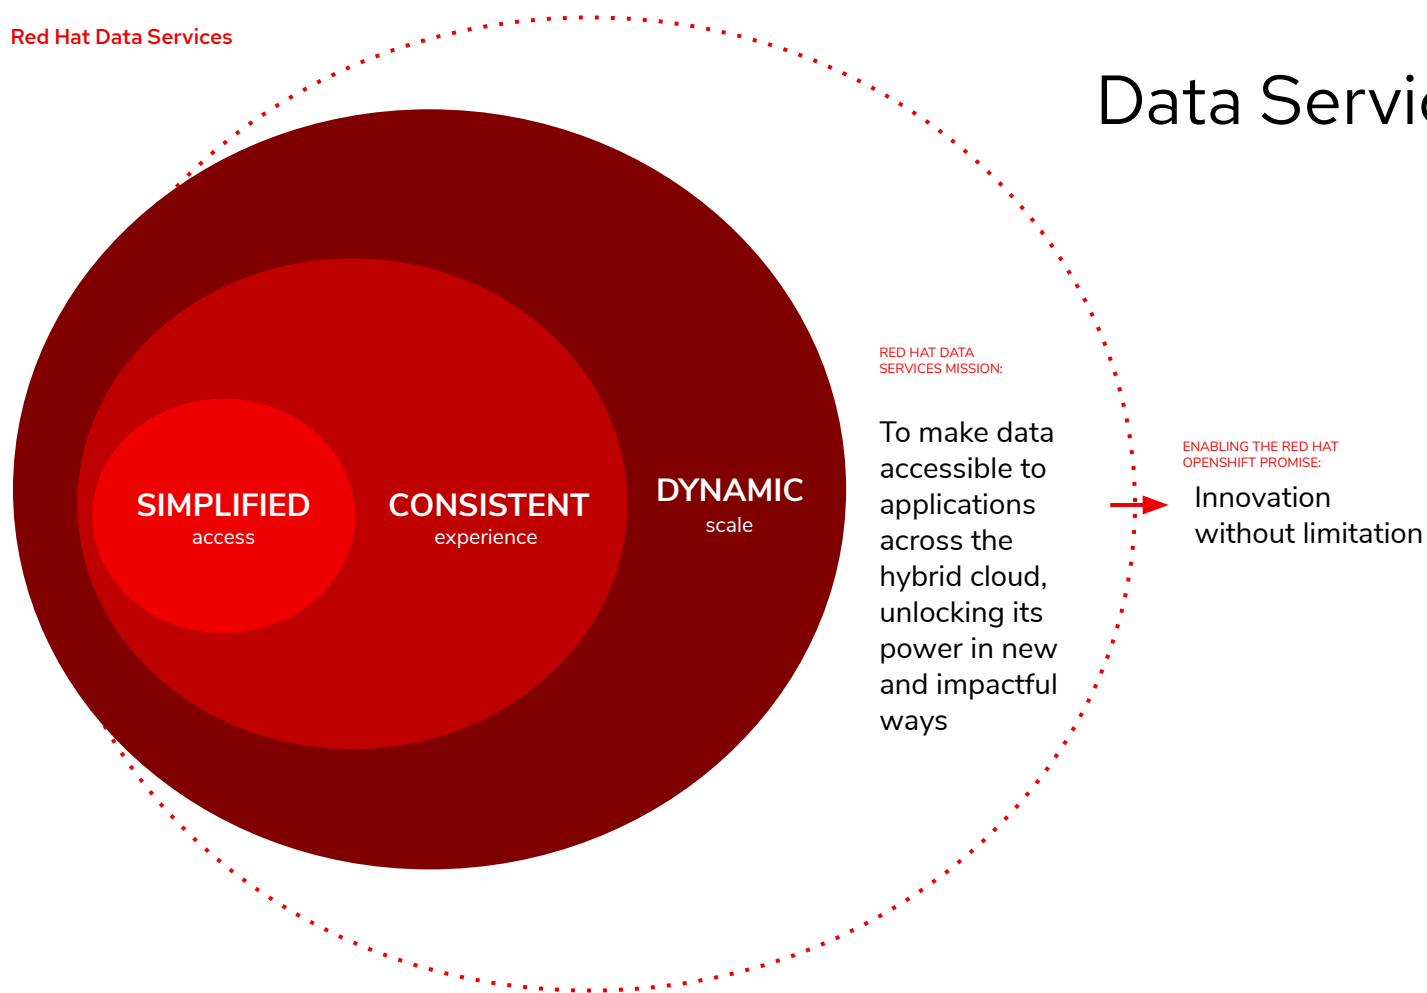 Red Hat Data Services
Data
SIMPLIFIED
access
CONSISTENT
experience
DYNAMIC
scale
RED HAT DATA
SERVICES MISSION:
To make data
accessible to
applications
across the
hybrid cloud,
unlocking its
power in new
and impactful
ways
ENABLING THE RED HAT
OPENSHIFT PROMISE:
Innovation
without limitation